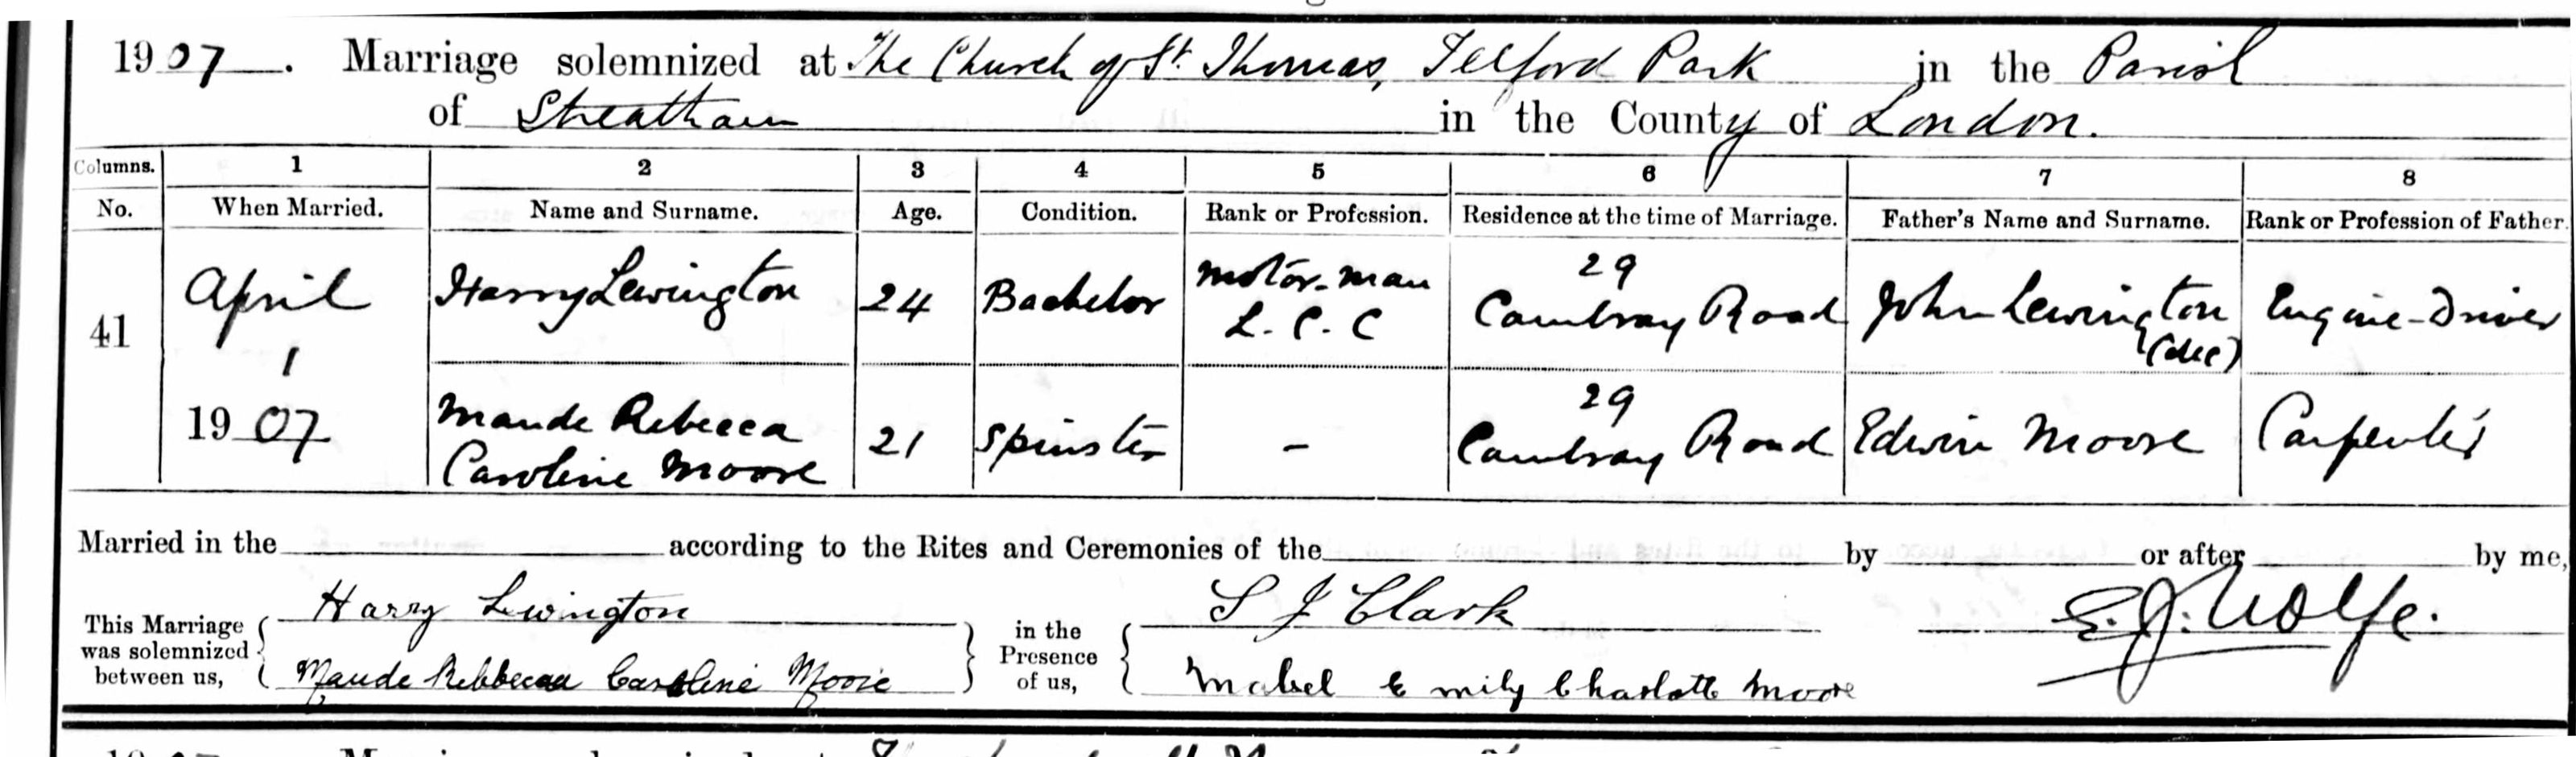 1907. Marriage solemnized at The Church of St. Thomas, Telford Park in the Parish
of Streatham in the County of London.
Columns. 1 2 3 4 5 6 7 8
No. When Married. Name and Surname. Age. Condition. Rank or Profession. Residence at the time of Marriage. Father's Name and Surname. Rank or Profession of Father.
41 April 1 1907 Harry Lewington 24 Bachelor Motor-man L.C.C 29 Cambray Road John Lewington (dec) Engine-Driver
Maude Rebecca Caroline Moore 21 Spinster - 29 Cambray Road Edwin Moore Carpenter
Married in the according to the Rites and Ceremonies of the by or after by me,
This Marriage was solemnized between us, Harry Lewington Maude Rebbecca Caroline Moore in the Presence of us, S J Clark Mabel Emily Charlotte Moore E.J. Wolfe.